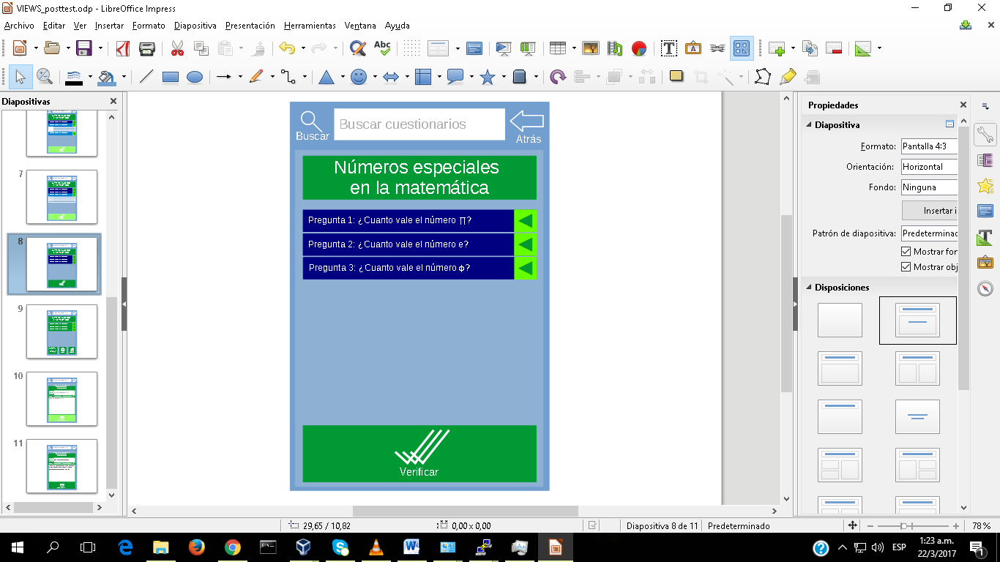 VIEWS_posttest.odp - LibreOffice Impress
Archivo Editar Ver Insertar Formato Diapositiva Presentación Herramientas Ventana Ayuda
Abc
T
A
Diapositivas
7
8
9
10
11
Buscar
Buscar cuestionarios
Atrás
Números especiales
en la matemática
Pregunta 1: ¿Cuanto vale el número ∏?
Pregunta 2: ¿Cuanto vale el número e?
Pregunta 3: ¿Cuanto vale el número ϕ?
Verificar
Propiedades
Diapositiva
Formato: Pantalla 4:3
Orientación: Horizontal
Fondo: Ninguna
Insertar i
Patrón de diapositiva: Predeterminado
Mostrar for
Mostrar obj
Disposiciones
29,65 / 10,82
0,00 x 0,00
Diapositiva 8 de 11
Predeterminado
78 %
ESP
1:23 a.m.
22/3/2017
1